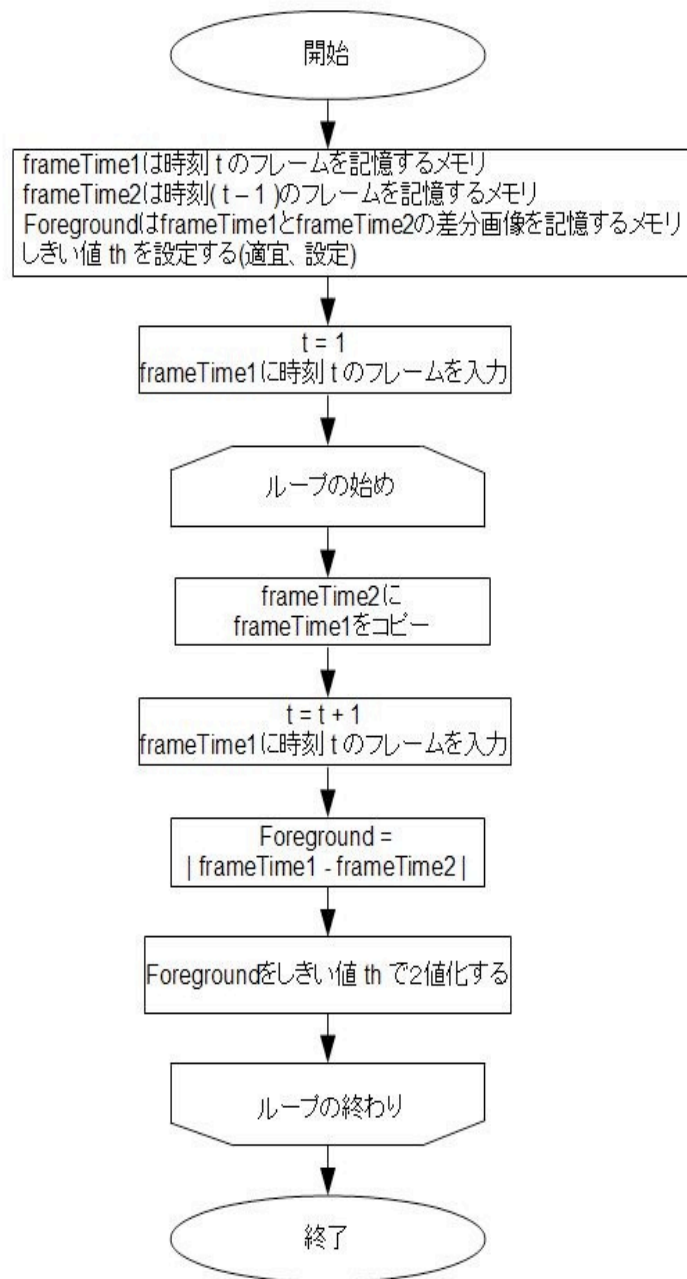 開始
frameTime1は時刻 t のフレームを記憶するメモリ
frameTime2は時刻( t – 1 )のフレームを記憶するメモリ
ForegroundはframeTime1とframeTime2の差分画像を記憶するメモリ
しきい値 th を設定する(適宜、設定)
t = 1
frameTime1に時刻 t のフレームを入力
ループの始め
frameTime2に
frameTime1をコピー
t = t + 1
frameTime1に時刻 t のフレームを入力
Foreground =
| frameTime1 - frameTime2 |
Foregroundをしきい値 th で2値化する
ループの終わり
終了